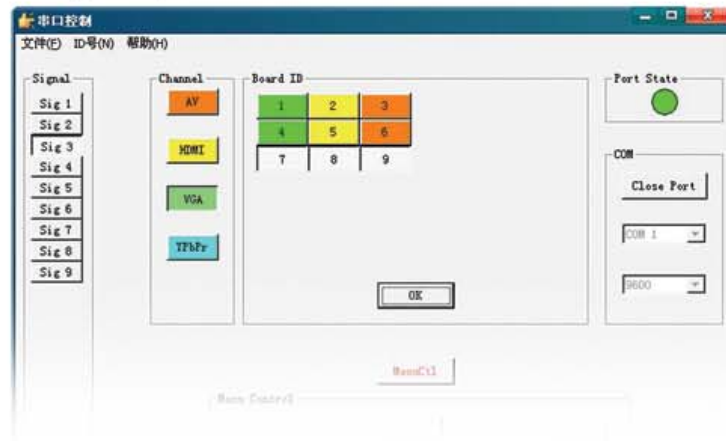 串口控制
文件(F) ID号(N) 帮助(H)
Signal
Sig 1
Sig 2
Sig 3
Sig 4
Sig 5
Sig 6
Sig 7
Sig 8
Sig 9
Channel
AV
HDMI
VGA
YPbPr
Board ID
1 2 3
4 5 6
7 8 9
OK
Port State
COM
Close Port
COM 1
9600
MenuCtl
Menu Control